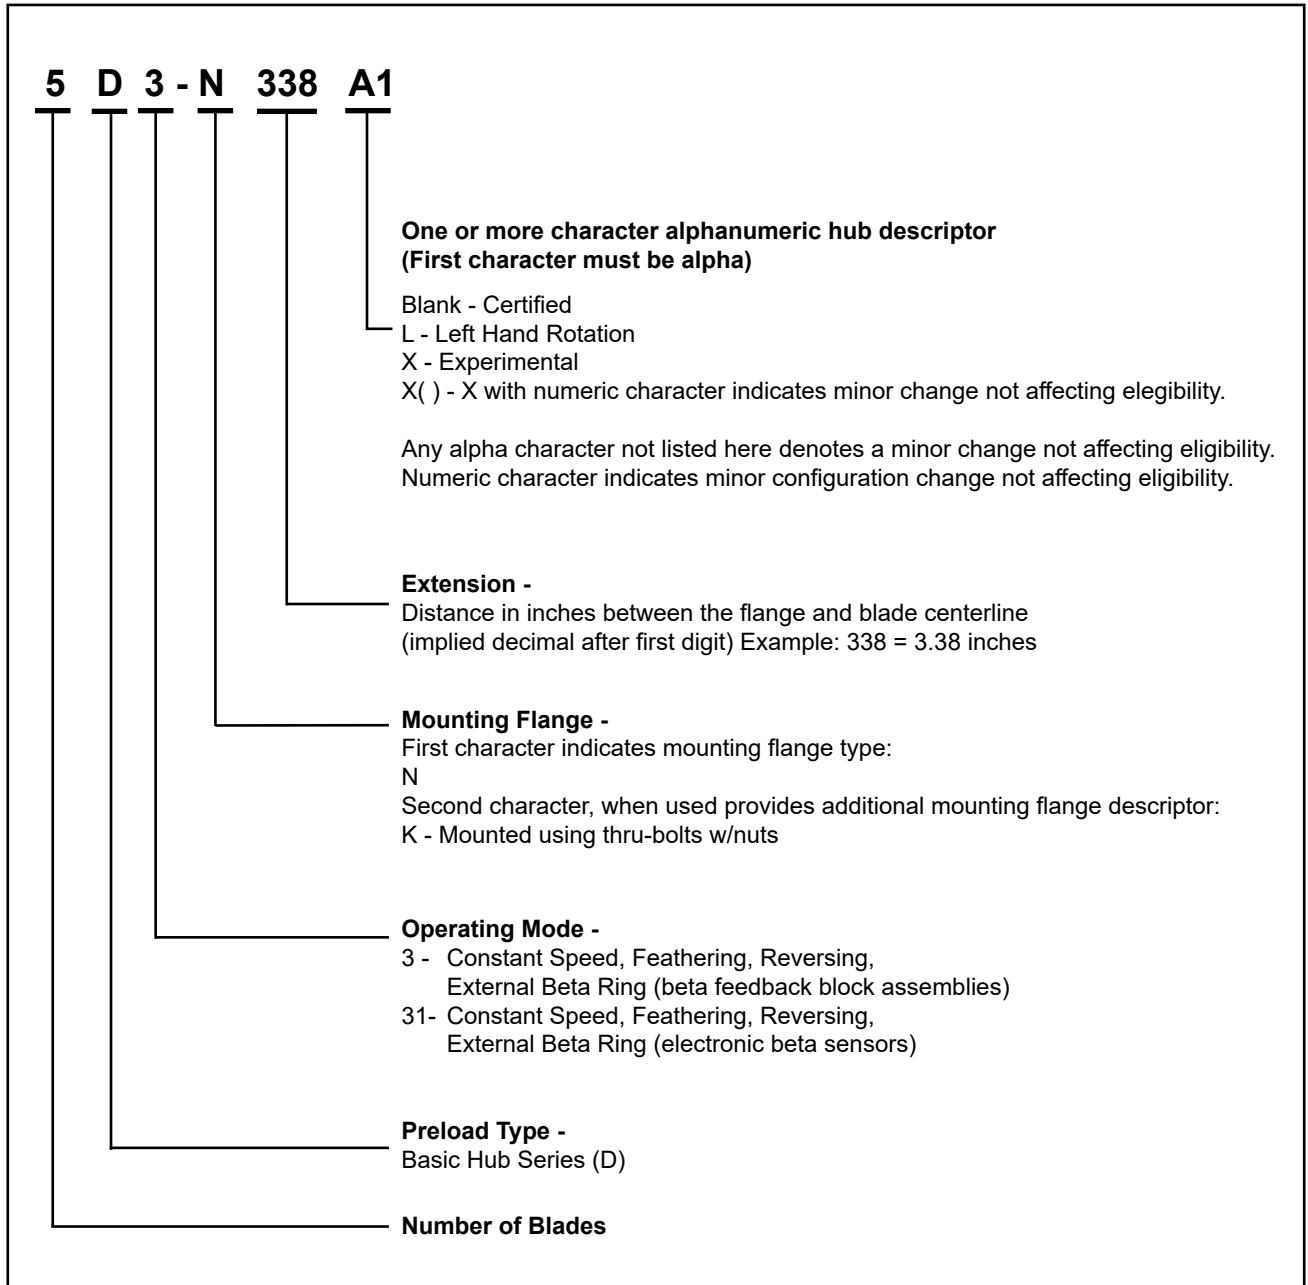 5 D 3 - N 338 A1
One or more character alphanumeric hub descriptor
(First character must be alpha)
Blank - Certified
L - Left Hand Rotation
X - Experimental
X( ) - X with numeric character indicates minor change not affecting elegibility.
Any alpha character not listed here denotes a minor change not affecting eligibility.
Numeric character indicates minor configuration change not affecting eligibility.
Extension -
Distance in inches between the flange and blade centerline
(implied decimal after first digit) Example: 338 = 3.38 inches
Mounting Flange -
First character indicates mounting flange type:
N
Second character, when used provides additional mounting flange descriptor:
K - Mounted using thru-bolts w/nuts
Operating Mode -
3 - Constant Speed, Feathering, Reversing,
External Beta Ring (beta feedback block assemblies)
31- Constant Speed, Feathering, Reversing,
External Beta Ring (electronic beta sensors)
Preload Type -
Basic Hub Series (D)
Number of Blades